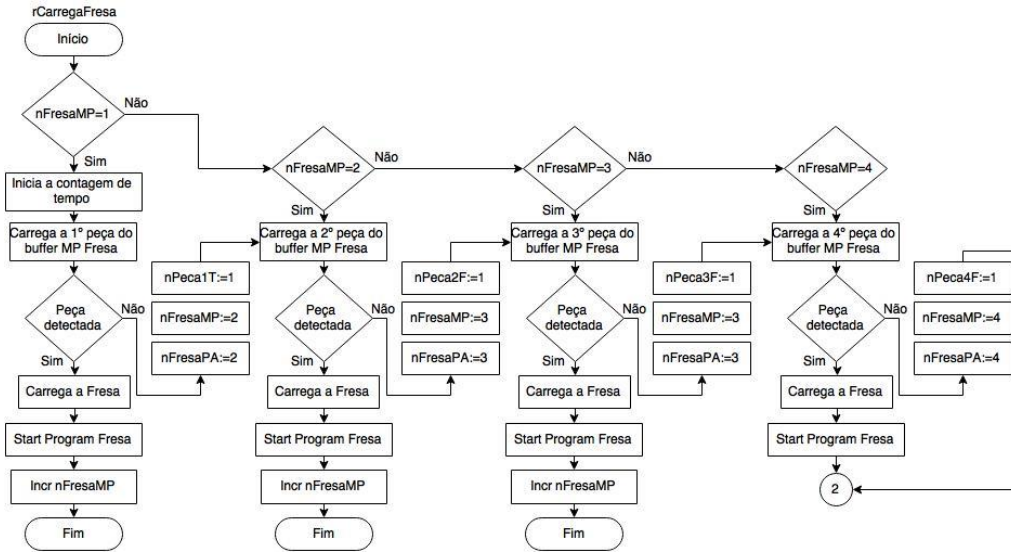 rCarregaFresa
Início
nFresaMP=1
Não
Sim
Inicia a contagem de
tempo
Carrega a 1º peça do
buffer MP Fresa
Peça
detectada
Não
Sim
nPeca1T:=1
nFresaMP:=2
nFresaPA:=2
Carrega a Fresa
Start Program Fresa
Incr nFresaMP
Fim
nFresaMP=2
Não
Sim
Carrega a 2º peça do
buffer MP Fresa
Peça
detectada
Não
Sim
nPeca2F:=1
nFresaMP:=3
nFresaPA:=3
Carrega a Fresa
Start Program Fresa
Incr nFresaMP
Fim
nFresaMP=3
Não
Sim
Carrega a 3º peça do
buffer MP Fresa
Peça
detectada
Não
Sim
nPeca3F:=1
nFresaMP:=3
nFresaPA:=3
Carrega a Fresa
Start Program Fresa
Incr nFresaMP
Fim
nFresaMP=4
Sim
Carrega a 4º peça do
buffer MP Fresa
Peça
detectada
Não
Sim
nPeca4F:=1
nFresaMP:=4
nFresaPA:=4
Carrega a Fresa
Start Program Fresa
2